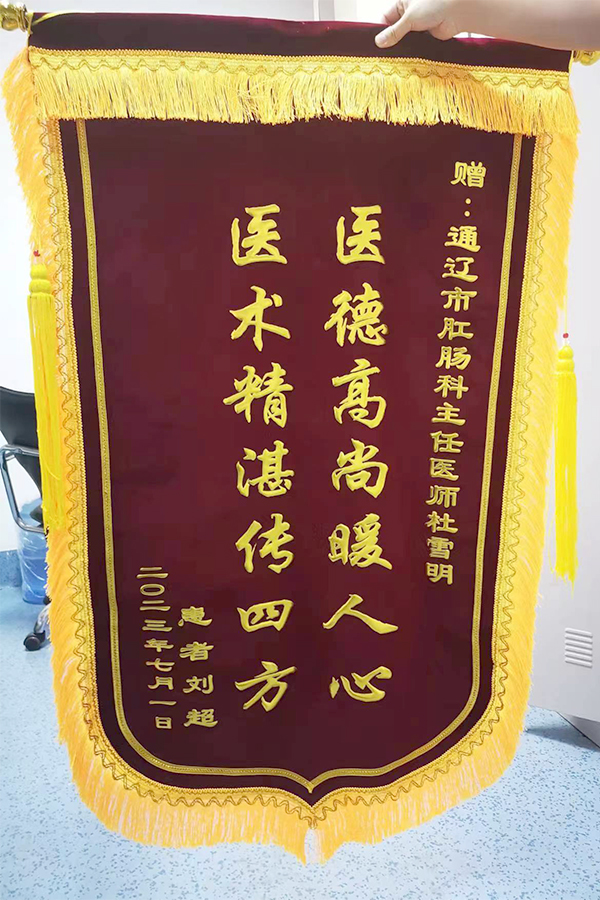 赠：通辽市肛肠科主任医师杜雪明
医德高尚暖人心
医术精湛传四方
患者刘超
二〇二三年七月一日